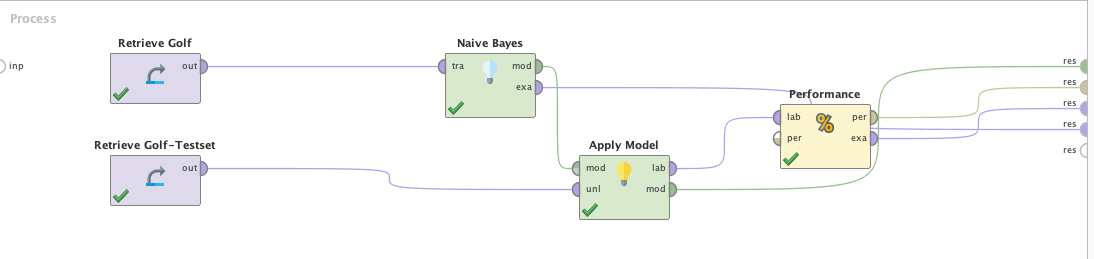 Process
inp
Retrieve Golf
out
Naive Bayes
tra
mod
exa
Performance
lab
per
%
per
exa
res
res
res
res
res
Retrieve Golf-Testset
out
Apply Model
mod
lab
unl
mod